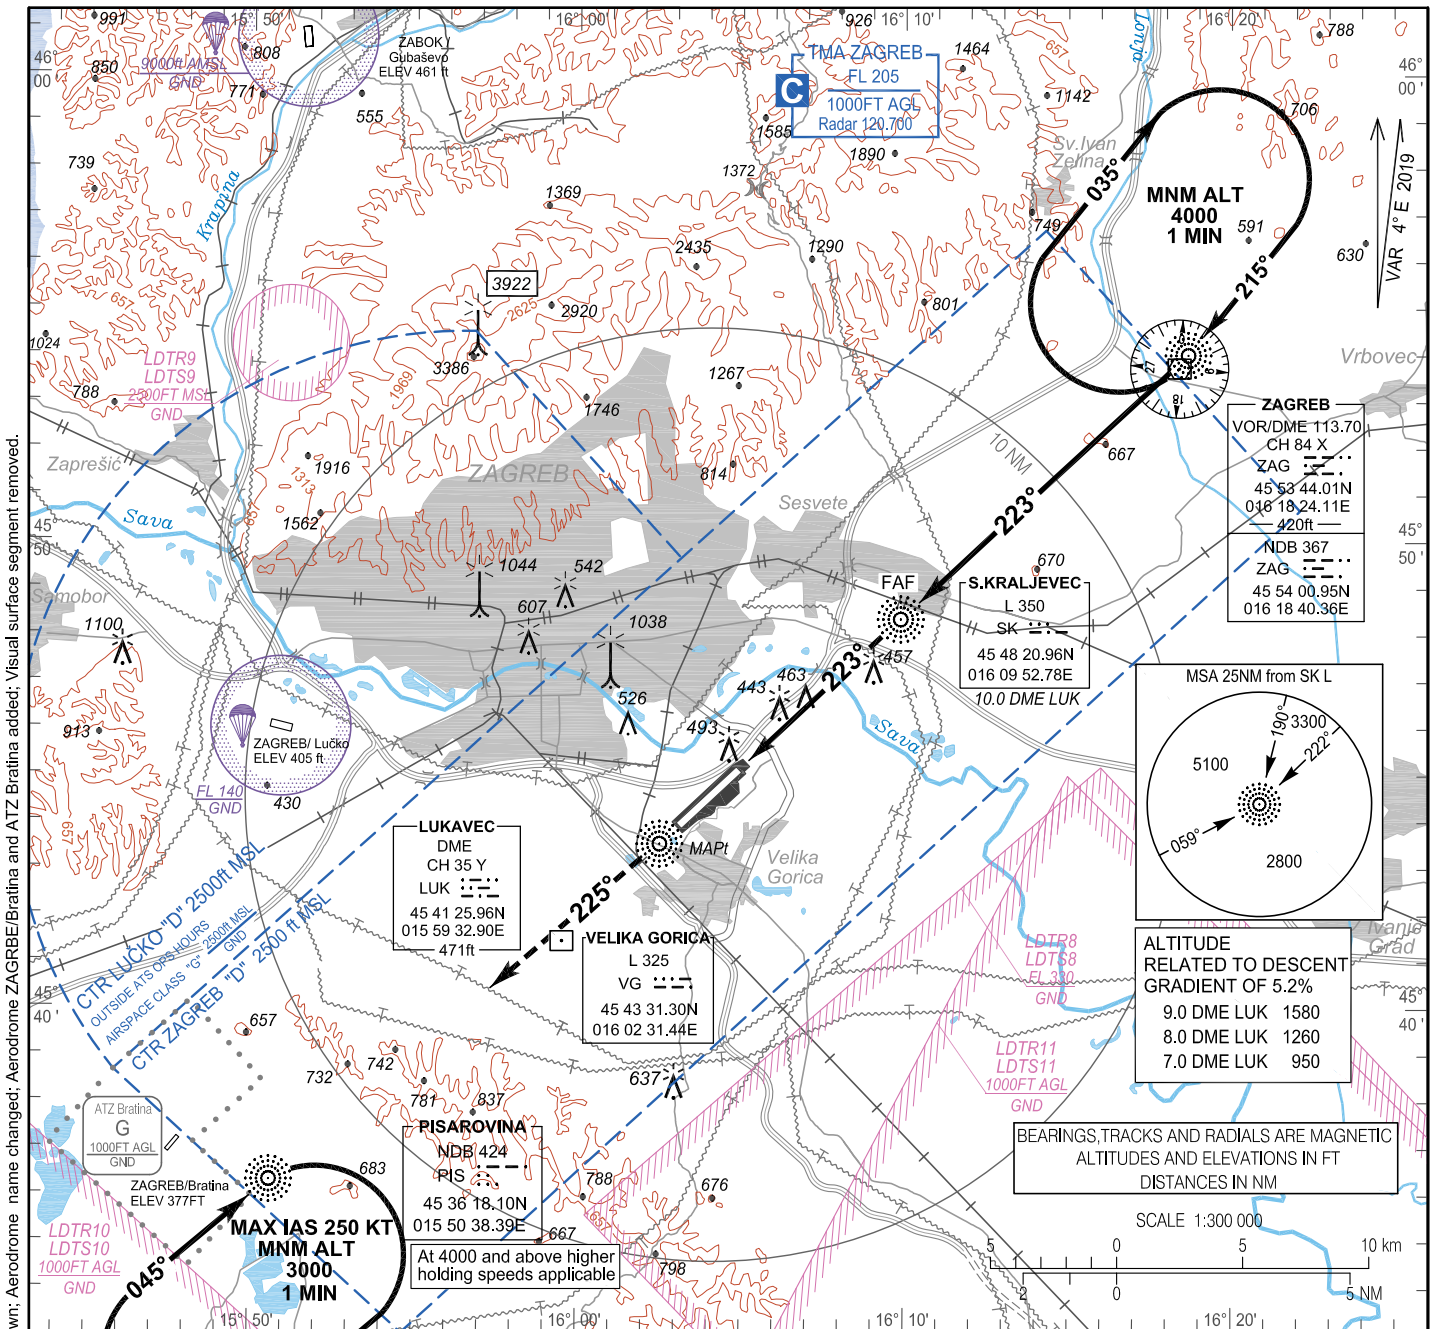 15° 50'
16° 00'
16° 10'
16° 20'
991
808
850
771
555
739
926
1464
1142
788
706
46°
00'
46°
00'
9000ft AMSL
GND
ZABOK
Gubaševo
ELEV 461 ft
TMA ZAGREB
C
FL 205
1000FT AGL
Radar 120.700
1585
1890
1372
Krapina
Lonja
657
Sv.Ivan
Zelina
035°
MNM ALT
4000
1 MIN
749
591
630
215°
VAR 4° E 2019
1369
2435
1290
801
3922
2625
2920
3386
1969
657
1024
LDTR9
LDTS9
2500FT MSL
GND
788
1267
1746
814
1916
1313
1562
657
ZAGREB
Zaprešić
Sava
Sesvete
10 NM
223°
667
27
18
Vrbovec
ZAGREB
VOR/DME 113.70
CH 84 X
ZAG
45 53 44.01N
016 18 24.11E
420ft
NDB 367
ZAG
45 54 00.95N
016 18 40.36E
45
50'
45°
50'
Samobor
1100
1044
542
607
1038
526
443
463
493
457
670
FAF
S.KRALJEVEC
L 350
SK
45 48 20.96N
016 09 52.78E
10.0 DME LUK
223°
Sava
MSA 25NM from SK L
190°
3300
222°
5100
059°
2800
913
ZAGREB/ Lučko
ELEV 405 ft
FL 140
GND
430
657
LUKAVEC
DME
CH 35 Y
LUK
45 41 25.96N
015 59 32.90E
471ft
MAPt
Velika
Gorica
225°
VELIKA GORICA
L 325
VG
45 43 31.30N
016 02 31.44E
Ivanić
Grad
ALTITUDE
RELATED TO DESCENT
GRADIENT OF 5.2%
9.0 DME LUK 1580
8.0 DME LUK 1260
7.0 DME LUK 950
LDTR8
LDTS8
FL 330
GND
LDTR11
LDTS11
1000FT AGL
GND
CTR LUČKO "D" 2500ft MSL
OUTSIDE ATS OPS HOURS
AIRSPACE CLASS "G" 2500ft MSL
GND
CTR ZAGREB "D" 2500 ft MSL
45°
40'
45°
40'
657
742
732
781
837
637
ATZ Bratina
G
1000FT AGL
GND
ZAGREB/Bratina
ELEV 377FT
683
PISAROVINA
NDB 424
PIS
45 36 18.10N
015 50 38.39E
788
676
657
667
798
BEARINGS,TRACKS AND RADIALS ARE MAGNETIC
ALTITUDES AND ELEVATIONS IN FT
DISTANCES IN NM
LDTR10
LDTS10
1000FT AGL
GND
045°
MAX IAS 250 KT
MNM ALT
3000
1 MIN
At 4000 and above higher
holding speeds applicable
SCALE 1:300 000
5 0 5 10 km
2 0 5 NM
15° 50'
16° 00'
16° 10'
16° 20'
wn; Aerodrome name changed; Aerodrome ZAGRBE/Bratina and ATZ Bratina added; Visual surface segment removed.